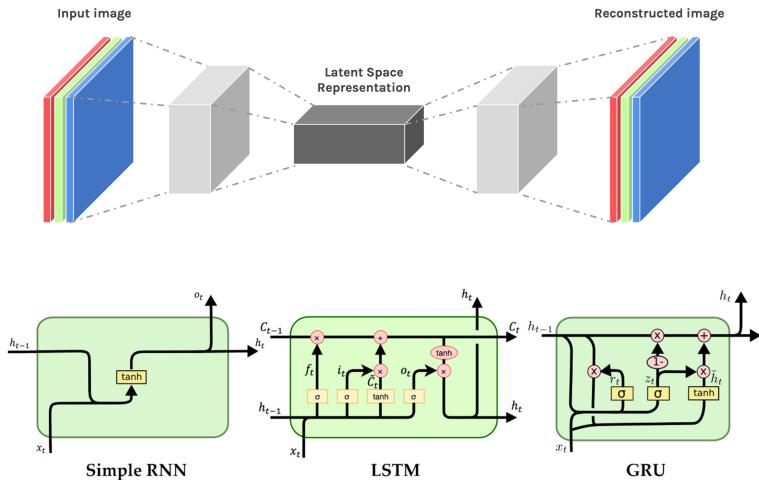 Input image
Reconstructed image
Latent Space
Representation
o_t
h_{t-1}
h_t
tanh
x_t
Simple RNN
h_t
C_{t-1}
×
+
C_t
tanh
f_t
i_t
×
C̃_t
o_t
×
σ
σ
tanh
σ
h_{t-1}
h_t
x_t
LSTM
h_t
h_{t-1}
x
+
1-
x
r_t
z_t
x
h̃_t
σ
σ
tanh
x_t
GRU